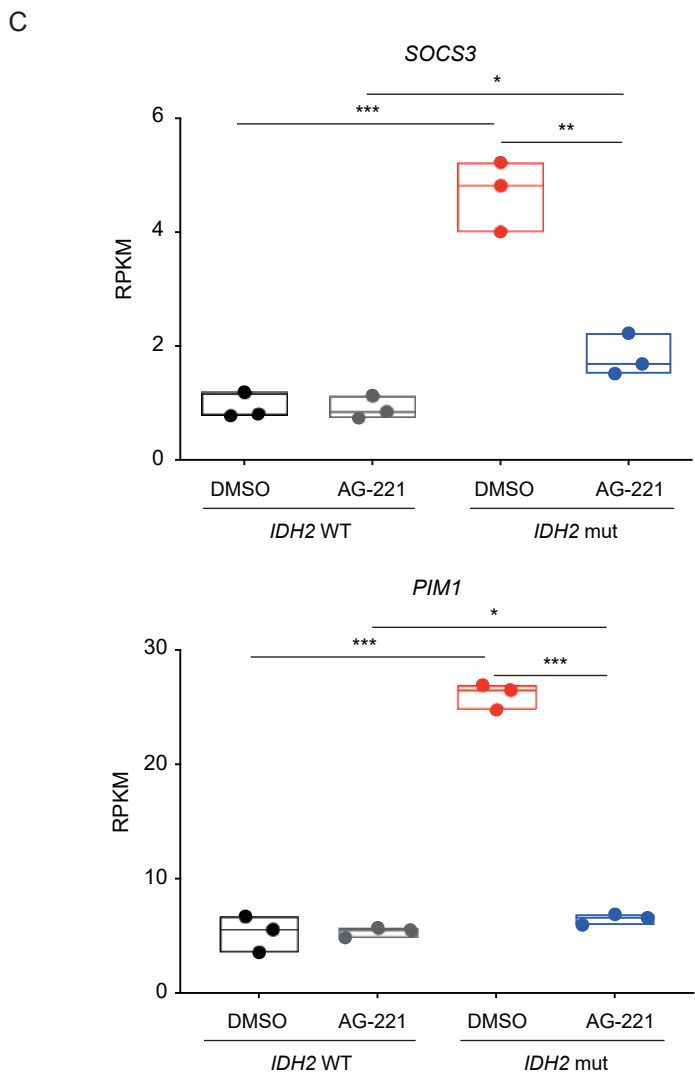 C
SOCS3
*
***
**
6
4
2
0
RPKM
DMSO AG-221 DMSO AG-221
IDH2 WT IDH2 mut
PIM1
*
***
***
30
20
10
0
RPKM
DMSO AG-221 DMSO AG-221
IDH2 WT IDH2 mut